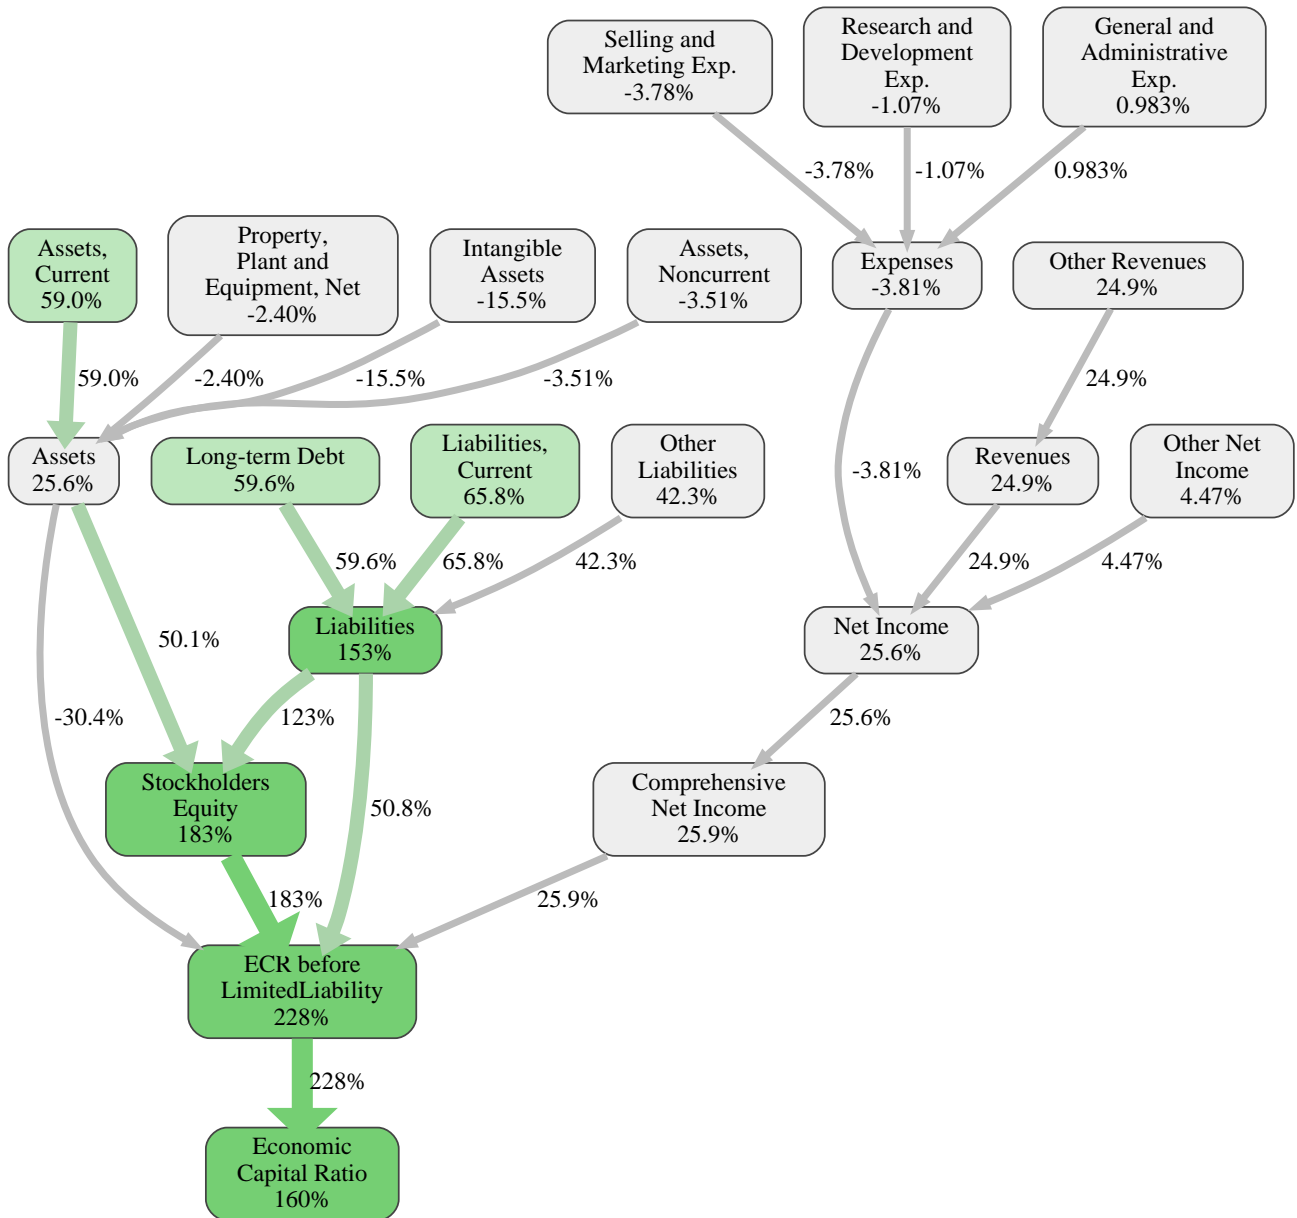 Selling and
Marketing Exp.
-3.78%
Research and
Development
Exp.
-1.07%
General and
Administrative
Exp.
0.983%
-3.78%
-1.07%
0.983%
Assets,
Current
59.0%
Property,
Plant and
Equipment, Net
-2.40%
Intangible
Assets
-15.5%
Assets,
Noncurrent
-3.51%
Expenses
-3.81%
Other Revenues
24.9%
59.0%
-2.40%
-15.5%
-3.51%
24.9%
Assets
25.6%
Long-term Debt
59.6%
Liabilities,
Current
65.8%
Other
Liabilities
42.3%
-3.81%
Revenues
24.9%
Other Net
Income
4.47%
59.6%
65.8%
42.3%
24.9%
4.47%
50.1%
Liabilities
153%
Net Income
25.6%
-30.4%
123%
25.6%
Stockholders
Equity
183%
50.8%
Comprehensive
Net Income
25.9%
183%
25.9%
ECR before
LimitedLiability
228%
228%
Economic
Capital Ratio
160%